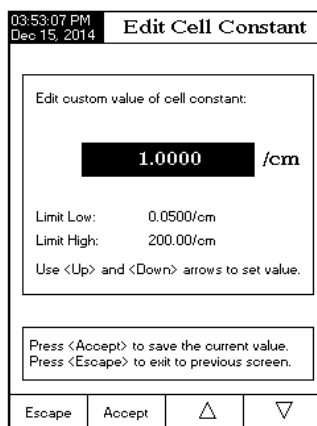 03:53:07 PM
Dec 15, 2014
Edit Cell Constant
Edit custom value of cell constant:
1.0000 /cm
Limit Low: 0.0500/cm
Limit High: 200.00/cm
Use <Up> and <Down> arrows to set value.
Press <Accept> to save the current value.
Press <Escape> to exit to previous screen.
Escape Accept